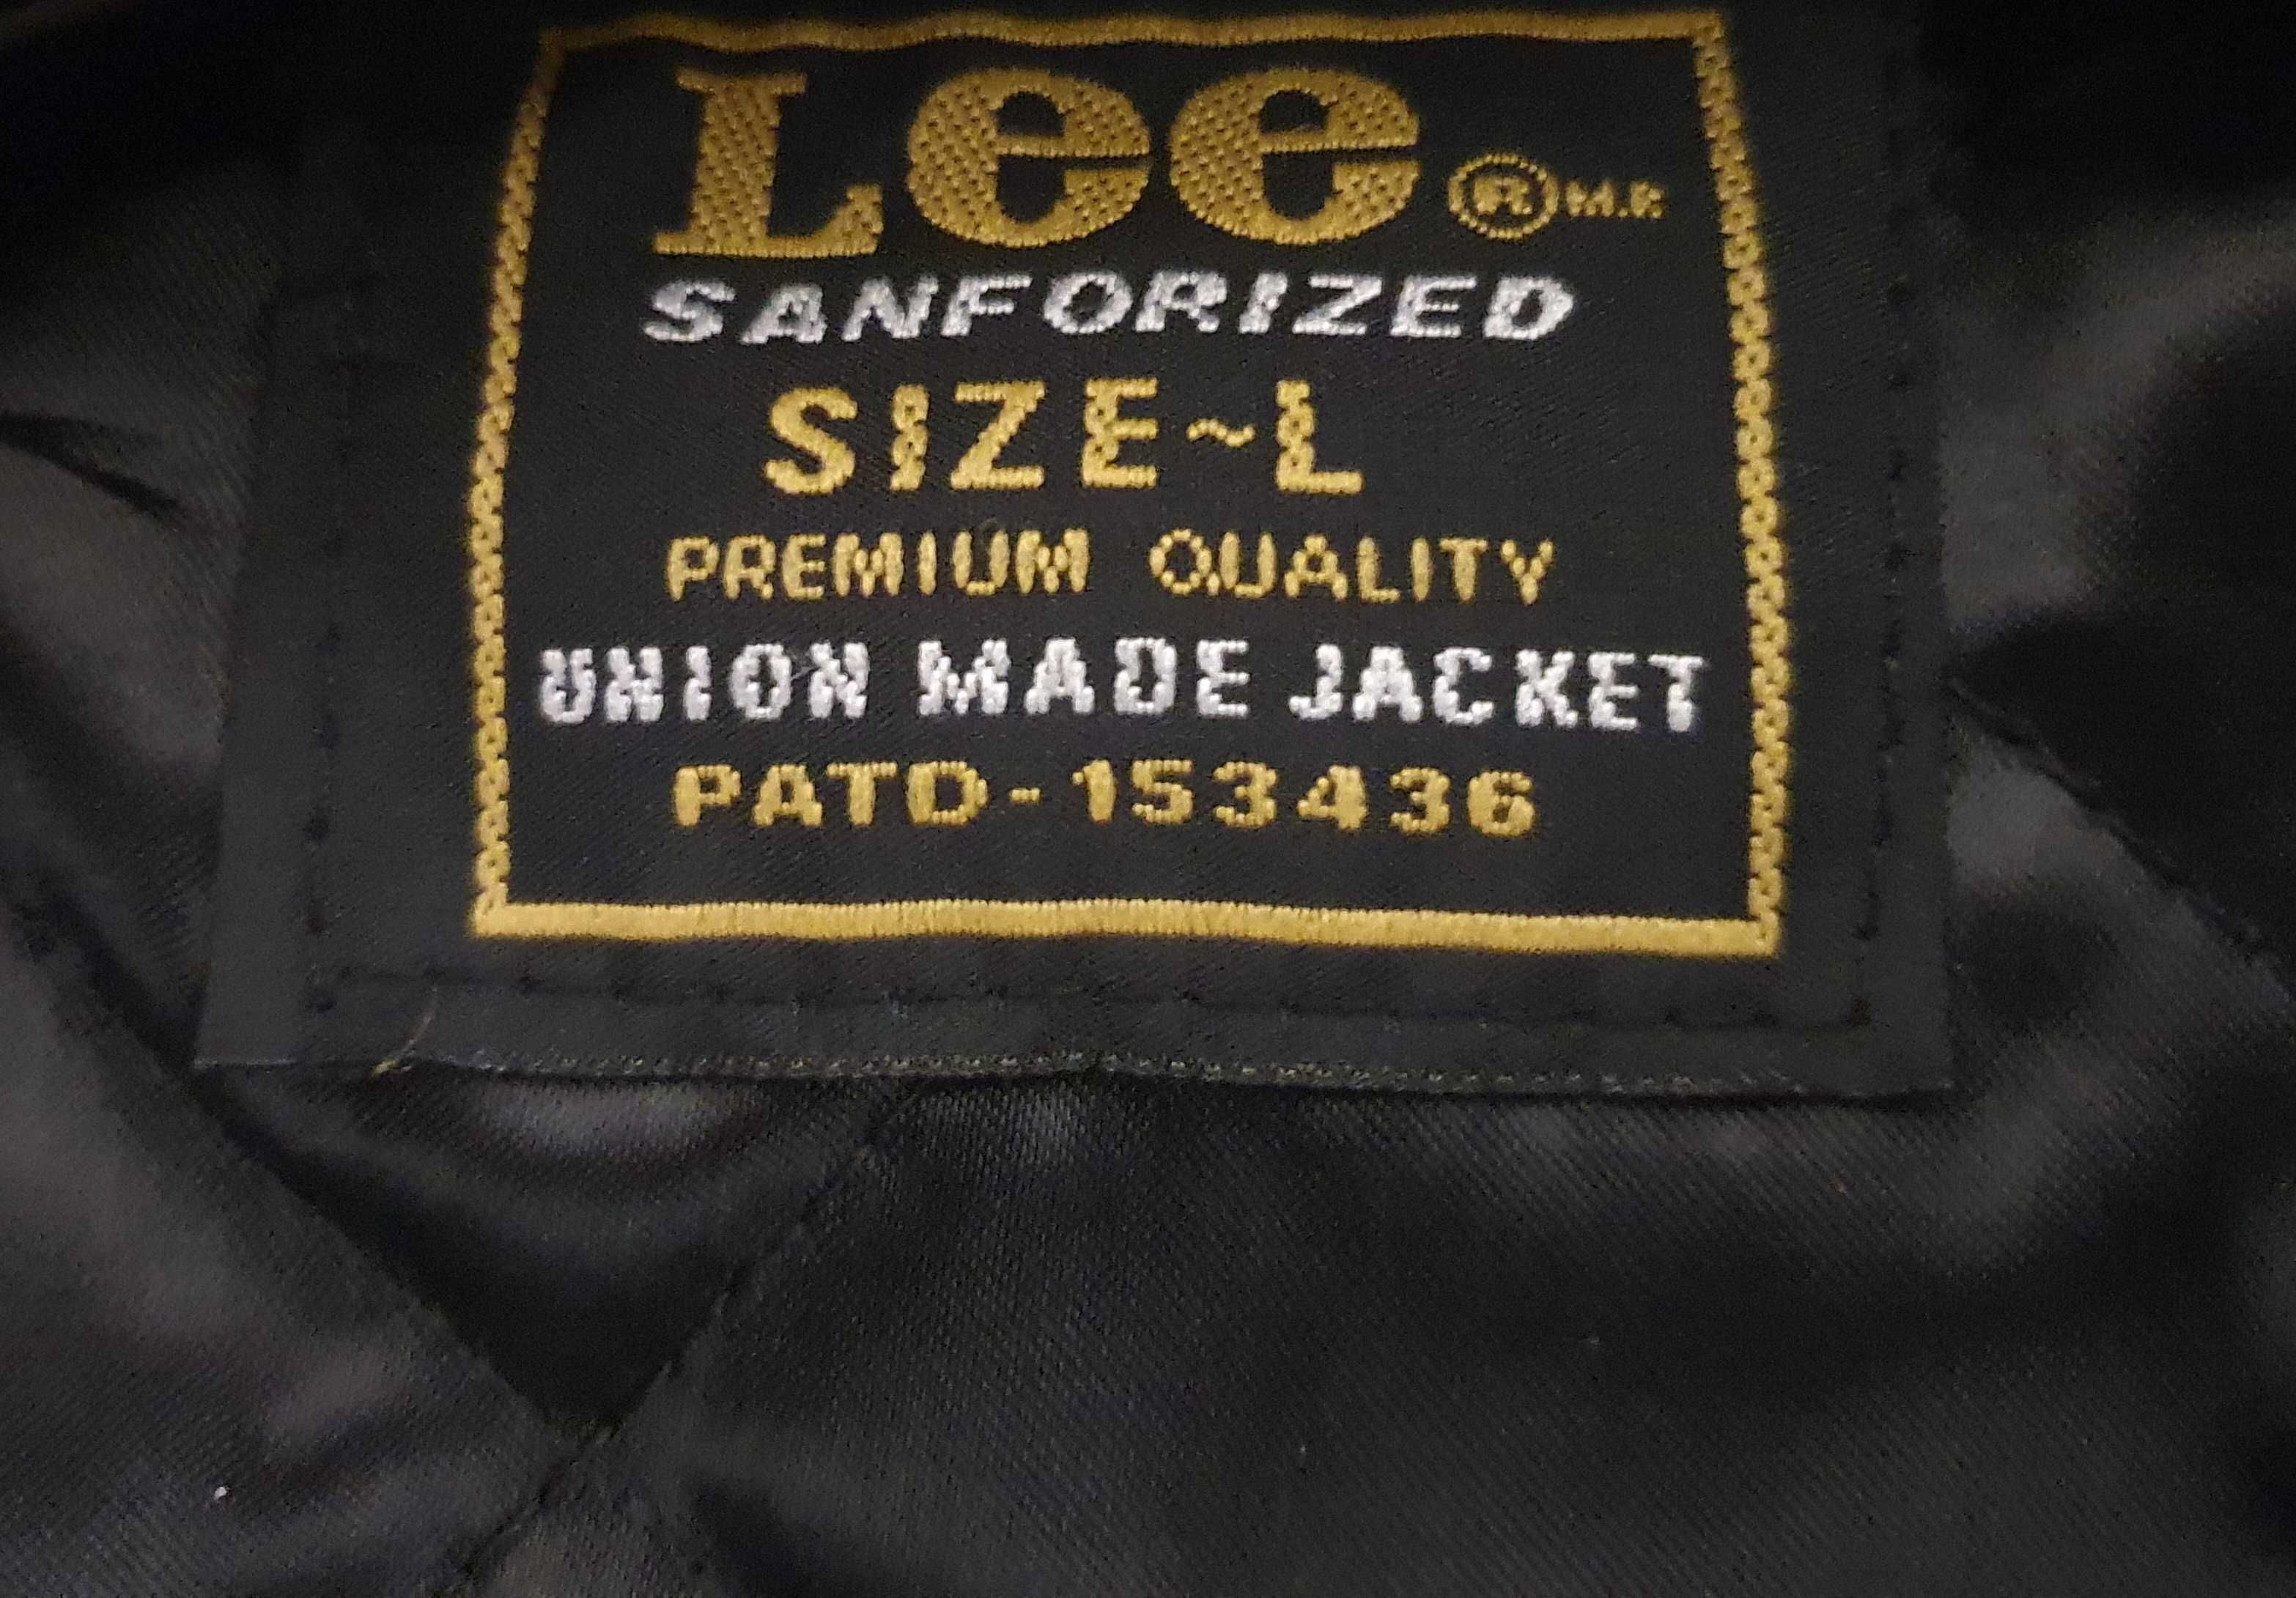 Lee ® M.R.
SANFORIZED
SIZE~L
PREMIUM QUALITY
UNION MADE JACKET
PATD-153436